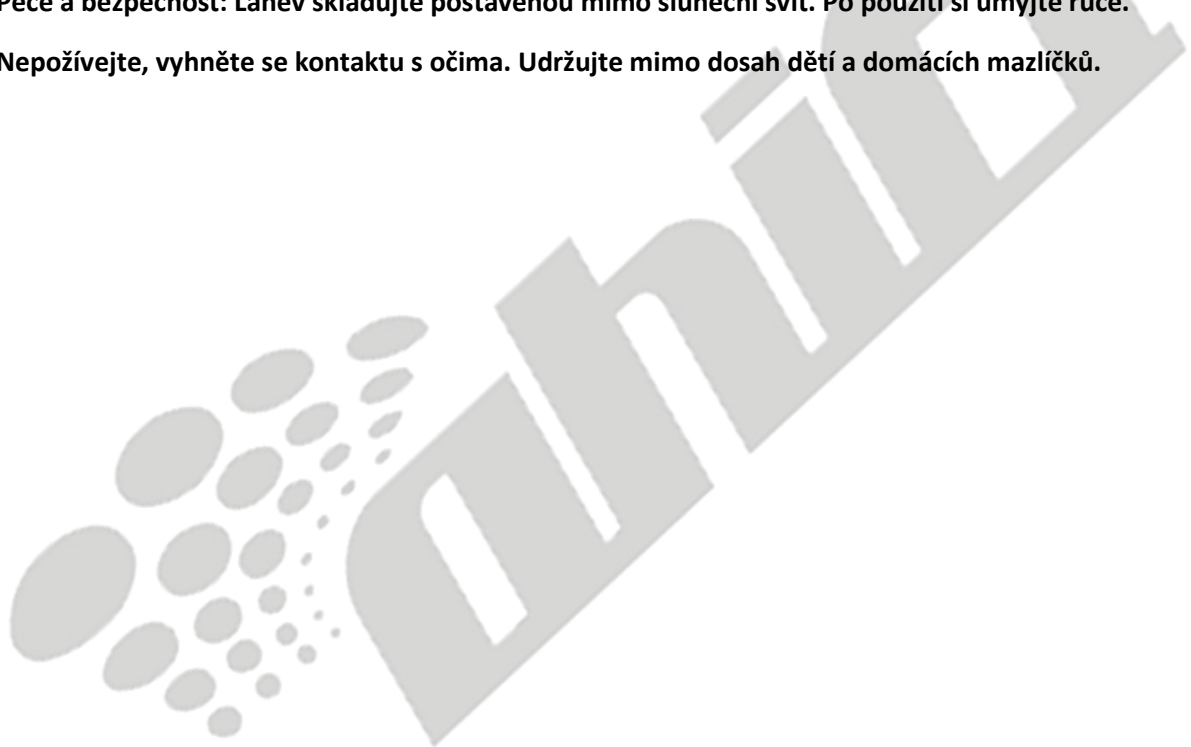 Péče a bezpečnost: Láhev skladujte postavenou mimo sluneční svit. Po použití si umyjte ruce.
Nepožívejte, vyhněte se kontaktu s očima. Udržujte mimo dosah dětí a domácích mazlíčků.